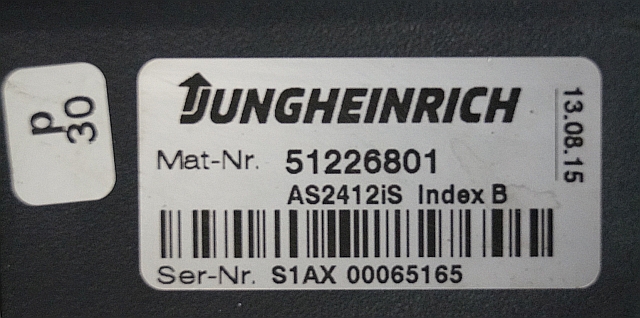 P
30
JUNGHEINRICH
13.08.15
Mat-Nr. 51226801
AS2412iS Index B
Ser-Nr. S1AX 00065165